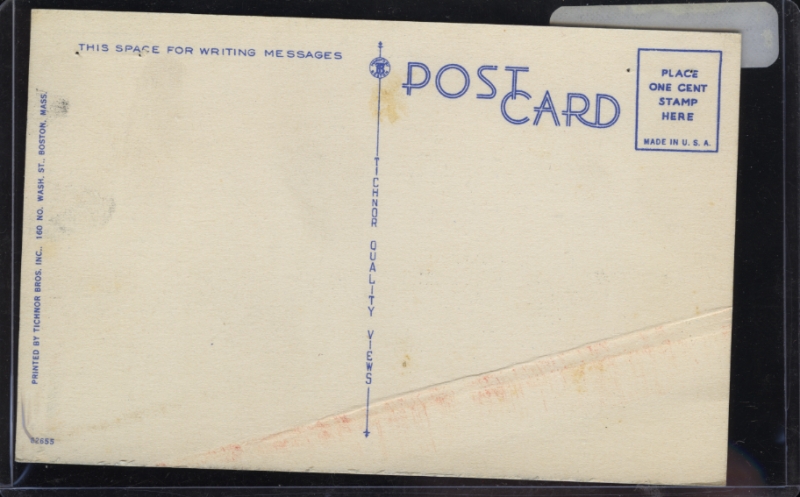 THIS SPACE FOR WRITING MESSAGES
POST
CARD
PLACE
ONE CENT
STAMP
HERE
MADE IN U. S. A.
PRINTED BY TICHNOR BROS. INC., 160 NO. WASH. ST., BOSTON, MASS.
TICHNOR QUALITY VIEWS